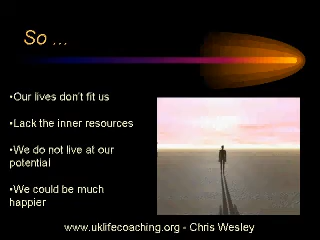 So ...
•Our lives don't fit us
•Lack the inner resources
•We do not live at our
potential
•We could be much
happier
www.uklifecoaching.org - Chris Wesley